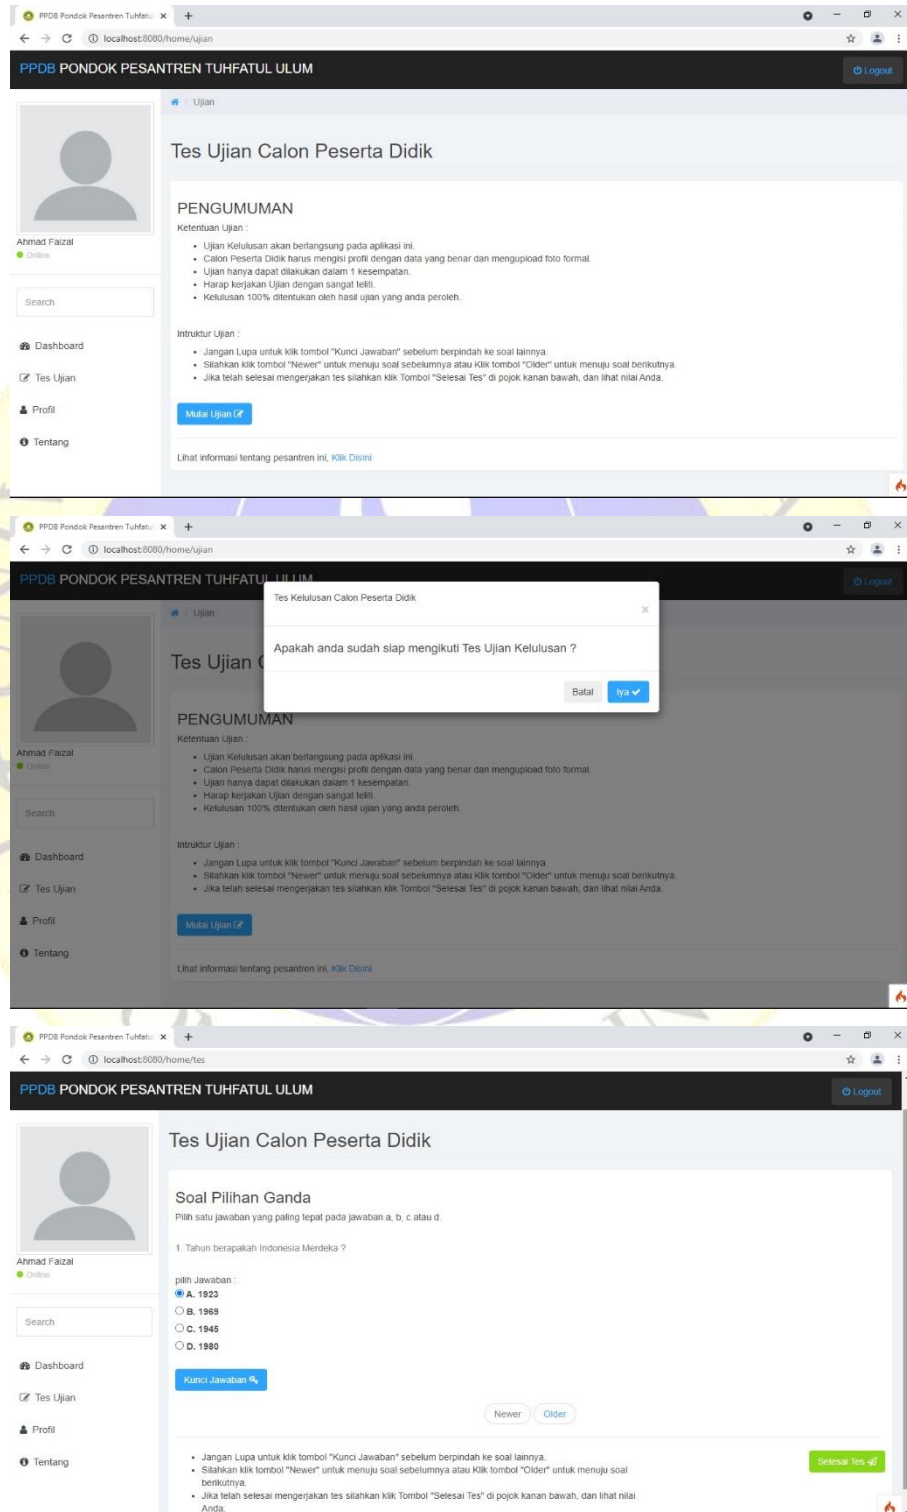 PPDB Pondok Pesantren Tuhfatu
localhost:8080/home/ujian
PPDB PONDOK PESANTREN TUHFATUL ULUM
Logout
/ Ujian
Tes Ujian Calon Peserta Didik
PENGUMUMAN
Ketentuan Ujian :
Ujian Kelulusan akan berlangsung pada aplikasi ini.
Calon Peserta Didik harus mengisi profil dengan data yang benar dan mengupload foto formal.
Ujian hanya dapat dilakukan dalam 1 kesempatan.
Harap kerjakan Ujian dengan sangat teliti.
Kelulusan 100% ditentukan oleh hasil ujian yang anda peroleh.
Ahmad Faizal
Online
Search
Dashboard
Tes Ujian
Profil
Tentang
Intruktur Ujian :
Jangan Lupa untuk klik tombol "Kunci Jawaban" sebelum berpindah ke soal lainnya.
Silahkan klik tombol "Newer" untuk menuju soal sebelumnya atau Klik tombol "Older" untuk menuju soal berikutnya.
Jika telah selesai mengerjakan tes silahkan klik Tombol "Selesai Tes" di pojok kanan bawah, dan lihat nilai Anda.
Mulai Ujian
Lihat informasi tentang pesantren ini, Klik Disini
PPDB Pondok Pesantren Tuhfatu
localhost:8080/home/ujian
PPDB PONDOK PESANTREN TUHFATUL ULUM
Logout
/ Ujian
Tes Kelulusan Calon Peserta Didik
×
Apakah anda sudah siap mengikuti Tes Ujian Kelulusan ?
Batal
Iya
Tes Ujian C
PENGUMUMAN
Ketentuan Ujian :
Ujian Kelulusan akan berlangsung pada aplikasi ini.
Calon Peserta Didik harus mengisi profil dengan data yang benar dan mengupload foto formal.
Ujian hanya dapat dilakukan dalam 1 kesempatan.
Harap kerjakan Ujian dengan sangat teliti.
Kelulusan 100% ditentukan oleh hasil ujian yang anda peroleh.
Ahmad Faizal
Online
Search
Dashboard
Tes Ujian
Profil
Tentang
Intruktur Ujian :
Jangan Lupa untuk klik tombol "Kunci Jawaban" sebelum berpindah ke soal lainnya.
Silahkan klik tombol "Newer" untuk menuju soal sebelumnya atau Klik tombol "Older" untuk menuju soal berikutnya.
Jika telah selesai mengerjakan tes silahkan klik Tombol "Selesai Tes" di pojok kanan bawah, dan lihat nilai Anda.
Mulai Ujian
Lihat informasi tentang pesantren ini, Klik Disini
PPDB Pondok Pesantren Tuhfatu
localhost:8080/home/tes
PPDB PONDOK PESANTREN TUHFATUL ULUM
Logout
Tes Ujian Calon Peserta Didik
Ahmad Faizal
Online
Search
Dashboard
Tes Ujian
Profil
Tentang
Soal Pilihan Ganda
Pilih satu jawaban yang paling tepat pada jawaban a, b, c atau d.
1. Tahun berapakah Indonesia Merdeka ?
pilih Jawaban :
A. 1923
B. 1969
C. 1945
D. 1980
Kunci Jawaban
Newer
Older
Jangan Lupa untuk klik tombol "Kunci Jawaban" sebelum berpindah ke soal lainnya.
Silahkan klik tombol "Newer" untuk menuju soal sebelumnya atau Klik tombol "Older" untuk menuju soal
berikutnya.
Jika telah selesai mengerjakan tes silahkan klik Tombol "Selesai Tes" di pojok kanan bawah, dan lihat nilai
Anda.
Selesai Tes